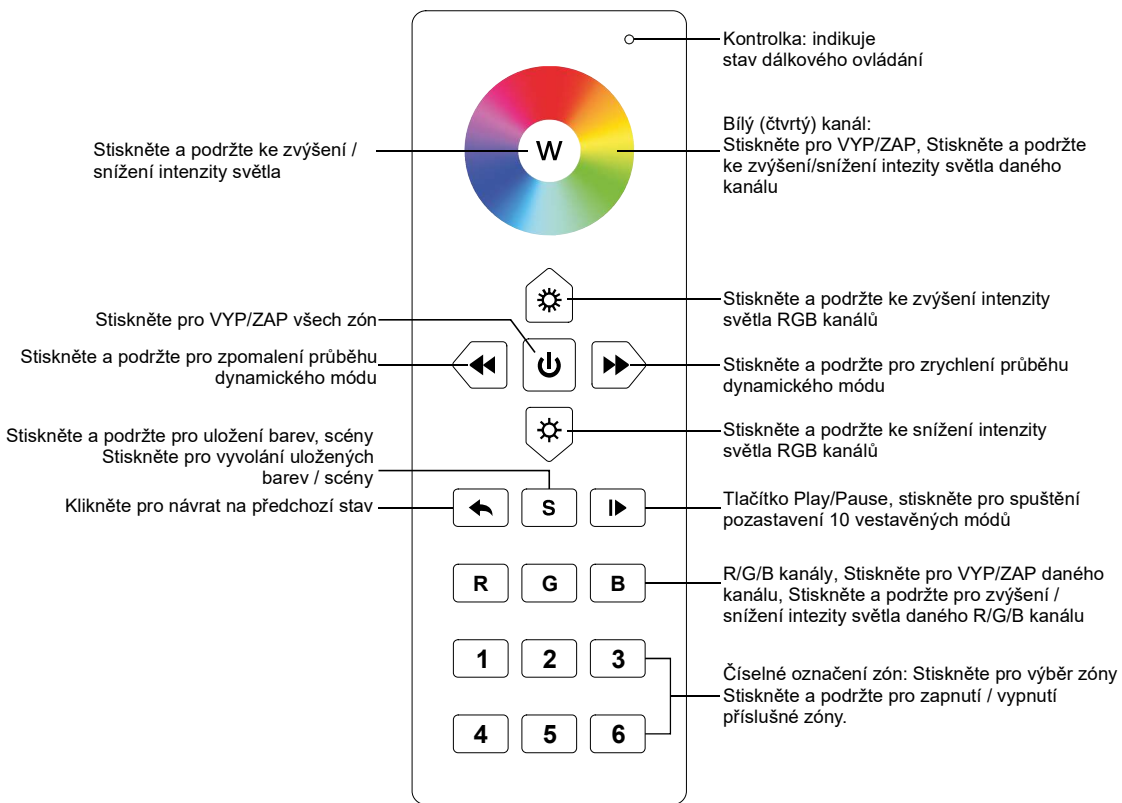 Kontrolka: indikuje
stav dálkového ovládání
Stiskněte a podržte ke zvýšení /
snížení intenzity světla
W
Bílý (čtvrtý) kanál:
Stiskněte pro VYP/ZAP, Stiskněte a podržte
ke zvýšení/snížení intezity světla daného
kanálu
Stiskněte a podržte ke zvýšení intenzity
světla RGB kanálů
Stiskněte pro VYP/ZAP všech zón
Stiskněte a podržte pro zpomalení průběhu
dynamického módu
Stiskněte a podržte pro zrychlení průběhu
dynamického módu
Stiskněte a podržte ke snížení intenzity
světla RGB kanálů
Stiskněte a podržte pro uložení barev, scény
Stiskněte pro vyvolání uložených
barev / scény
Klikněte pro návrat na předchozí stav
S
Tlačítko Play/Pause, stiskněte pro spuštění
pozastavení 10 vestavěných módů
R G B
R/G/B kanály, Stiskněte pro VYP/ZAP daného
kanálu, Stiskněte a podržte pro zvýšení /
snížení intezity světla daného R/G/B kanálu
1 2 3
Číselné označení zón: Stiskněte pro výběr zóny
Stiskněte a podržte pro zapnutí / vypnutí
příslušné zóny.
4 5 6